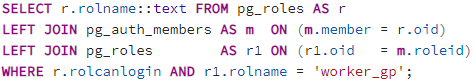 SELECT r.rolname::text FROM pg_roles AS r
LEFT JOIN pg_auth_members AS m ON (m.member = r.oid)
LEFT JOIN pg_roles AS r1 ON (r1.oid = m.roleid)
WHERE r.rolcanlogin AND r1.rolname = 'worker_gp';